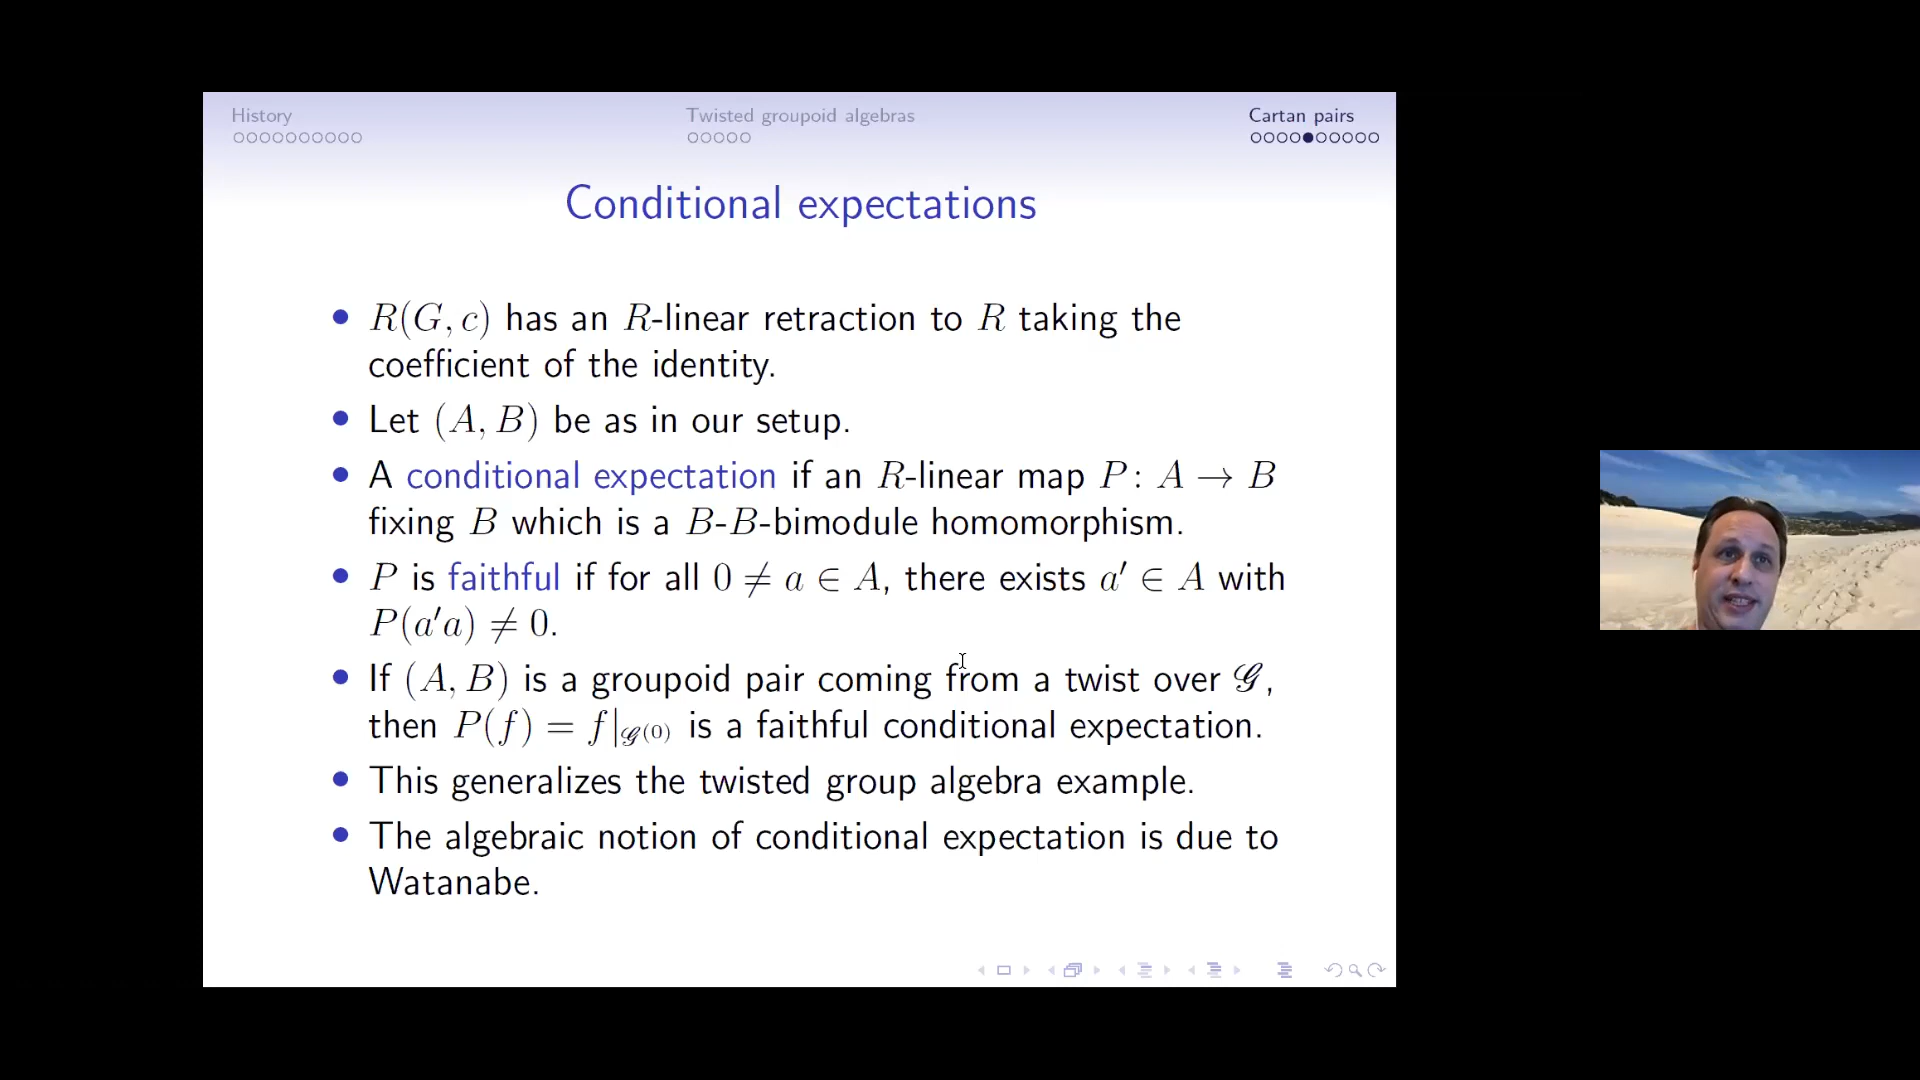 History Twisted groupoid algebras Cartan pairs
Conditional expectations
• R(G, c) has an R-linear retraction to R taking the
coefficient of the identity.
• Let (A, B) be as in our setup.
• A conditional expectation if an R-linear map P : A → B
fixing B which is a B-B-bimodule homomorphism.
• P is faithful if for all 0 ≠ a ∈ A, there exists a′ ∈ A with
P(a′a) ≠ 0.
• If (A, B) is a groupoid pair coming from a twist over 𝒢,
then P(f) = f|𝒢(0) is a faithful conditional expectation.
• This generalizes the twisted group algebra example.
• The algebraic notion of conditional expectation is due to
Watanabe.